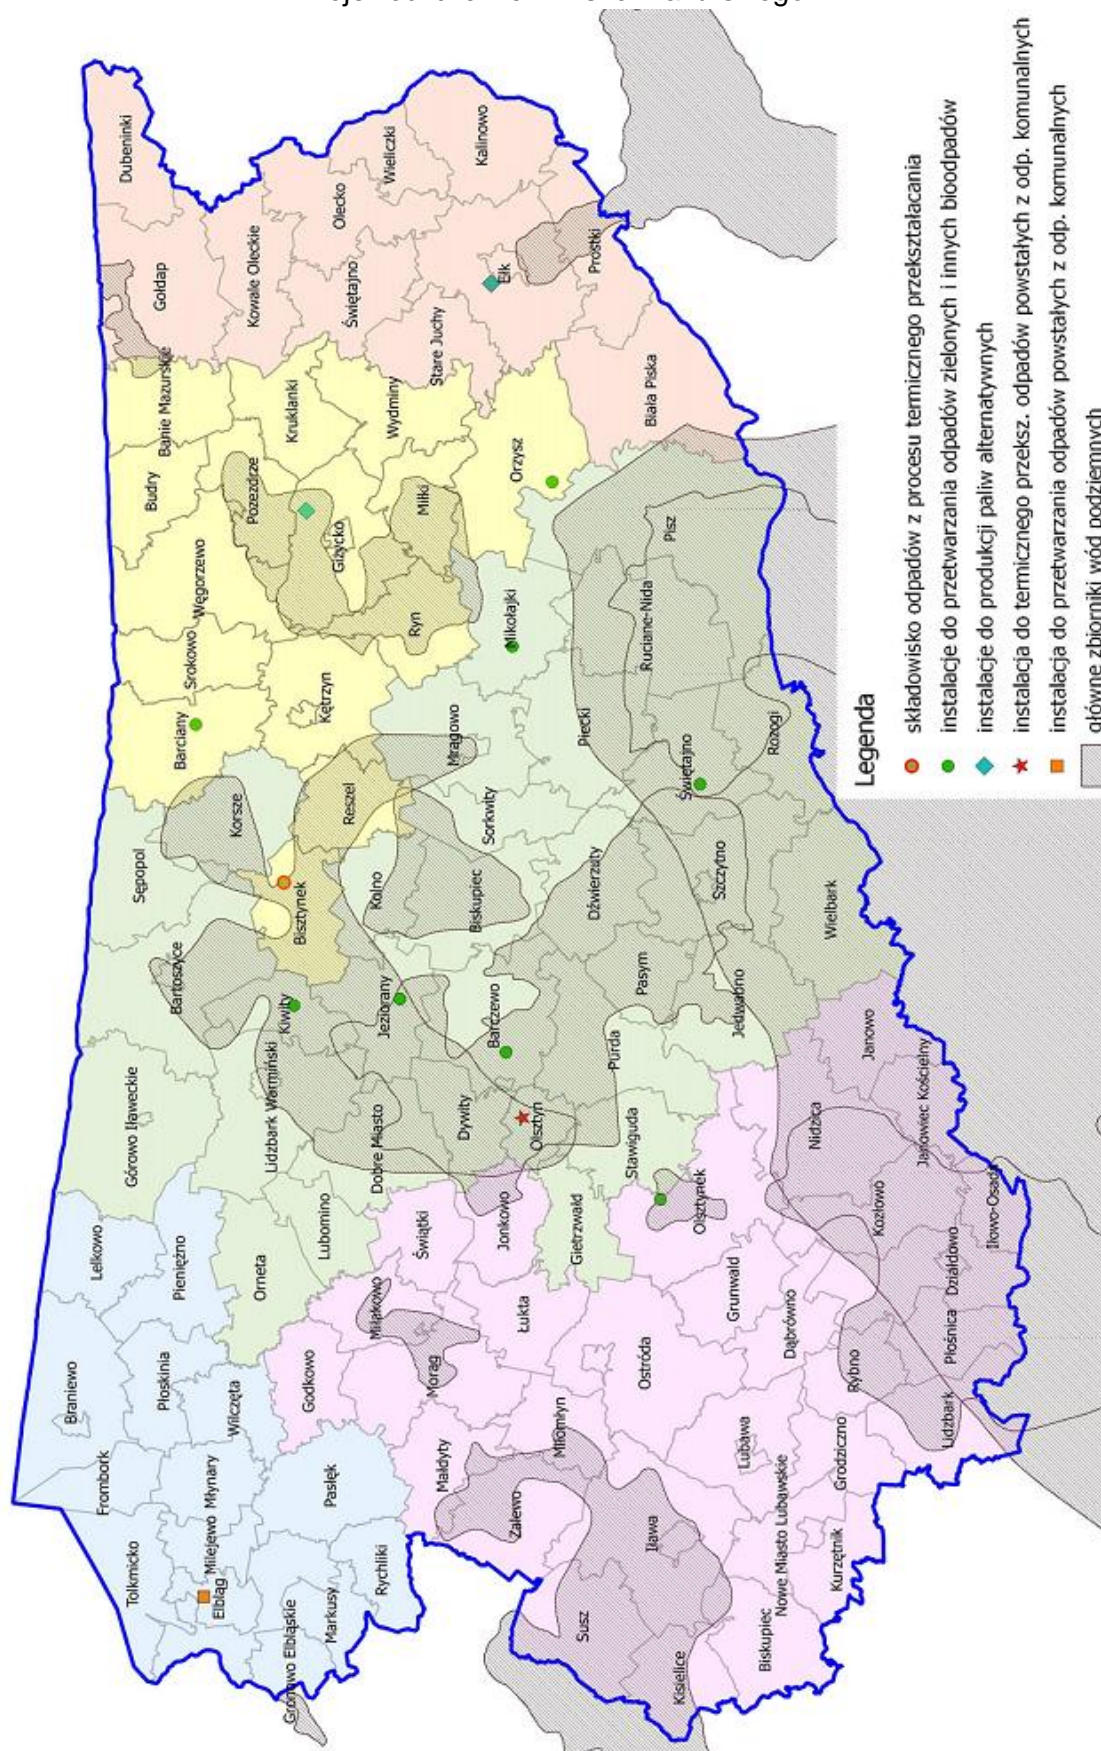 Tolkmicko
Frombork
Braniewo
Lelkowo
Górowo Iławeckie
Sępopol
Bartoszyce
Barciany
Srokowo
Węgorzewo
Budry
Banie Mazurskie
Gołdap
Dubeninki
Elbląg
Milejewo
Młynary
Płoskinia
Pieniężno
Wilczęta
Orneta
Lidzbark Warmiński
Kiwity
Korsze
Pozezdrze
Kruklanki
Kowale Oleckie
Gronowo Elbląskie
Markusy
Pasłęk
Godkowo
Lubomino
Bisztynek
Kętrzyn
Giżycko
Świętajno
Olecko
Rychliki
Miłakowo
Dobre Miasto
Jeziorany
Kolno
Reszel
Wydminy
Wieliczki
Małdyty
Morąg
Świątki
Dywity
Mrągowo
Ryn
Miłki
Stare Juchy
Kalinowo
Zalewo
Łukta
Jonkowo
Olsztyn
Barczewo
Biskupiec
Sorkwity
Mikołajki
Orzysz
Ełk
Susz
Miłomłyn
Gietrzwałd
Purda
Dźwierzuty
Piecki
Prostki
Iława
Ostróda
Stawiguda
Pasym
Ruciane-Nida
Pisz
Biała Piska
Kisielice
Olsztynek
Szczytno
Świętajno
Biskupiec
Nowe Miasto Lubawskie
Lubawa
Grunwald
Dąbrówno
Jedwabno
Rozogi
Kurzętnik
Grodziczno
Rybno
Nidzica
Wielbark
Kozłowo
Janowo
Lidzbark
Płośnica
Działdowo
Iłowo-Osada
Janowiec Kościelny
Legenda
składowisko odpadów z procesu termicznego przekształacania
instalacje do przetwarzania odpadów zielonych i innych bioodpadów
instalacje do produkcji paliw alternatywnych
instalacja do termicznego przeksz. odpadów powstałych z odp. komunalnych
instalacja do przetwarzania odpadów powstałych z odp. komunalnych
główne zbiorniki wód podziemnych